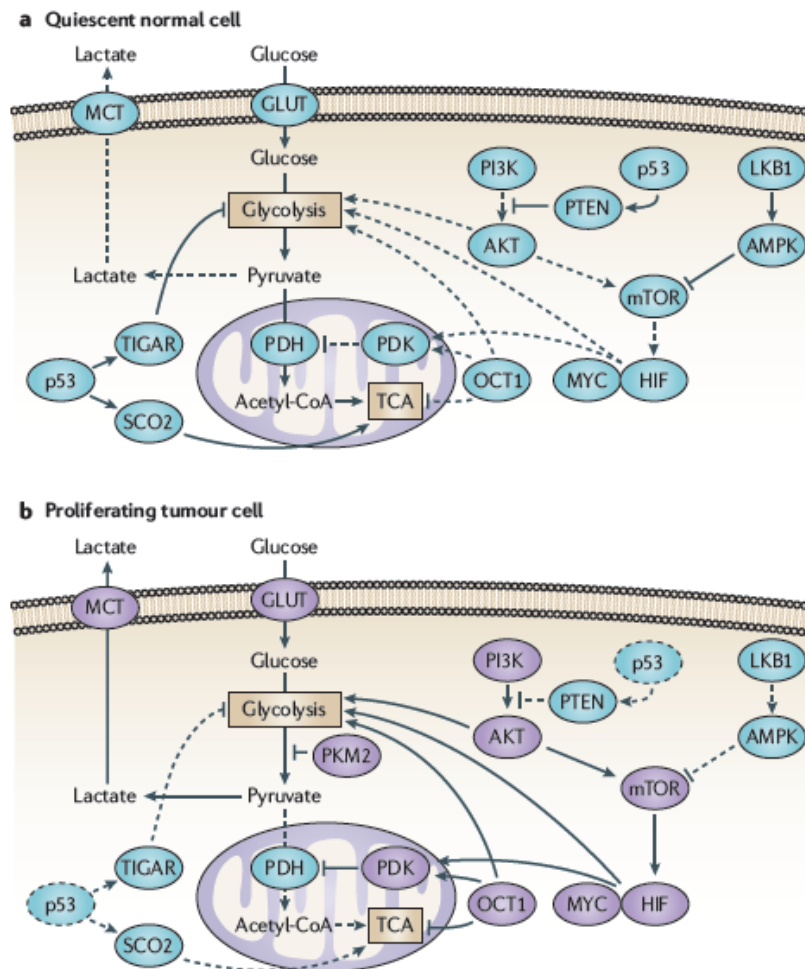 a Quiescent normal cell
Lactate
Glucose
MCT
GLUT
Glucose
PI3K
p53
LKB1
PTEN
Glycolysis
AKT
AMPK
Lactate
Pyruvate
mTOR
TIGAR
PDH
PDK
p53
OCT1
MYC
HIF
Acetyl-CoA
TCA
SCO2
b Proliferating tumour cell
Lactate
Glucose
MCT
GLUT
Glucose
PI3K
p53
LKB1
PTEN
Glycolysis
AKT
AMPK
PKM2
Lactate
Pyruvate
mTOR
TIGAR
PDH
PDK
p53
OCT1
MYC
HIF
Acetyl-CoA
TCA
SCO2